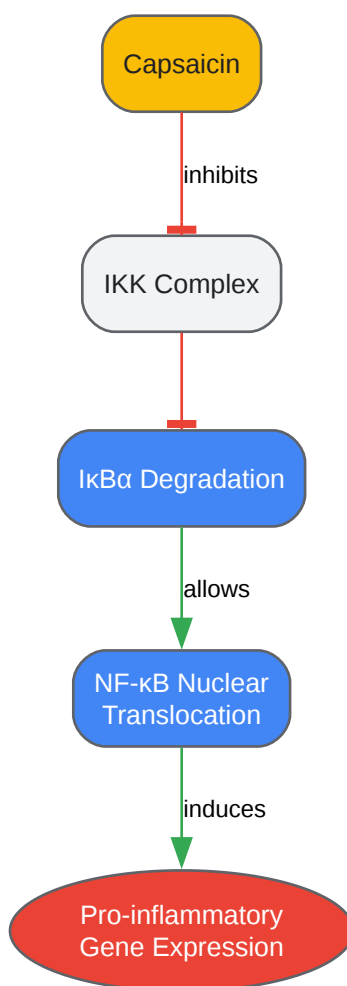 Capsaicin
inhibits
IKK Complex
IκBα Degradation
allows
NF-κB Nuclear
Translocation
induces
Pro-inflammatory
Gene Expression